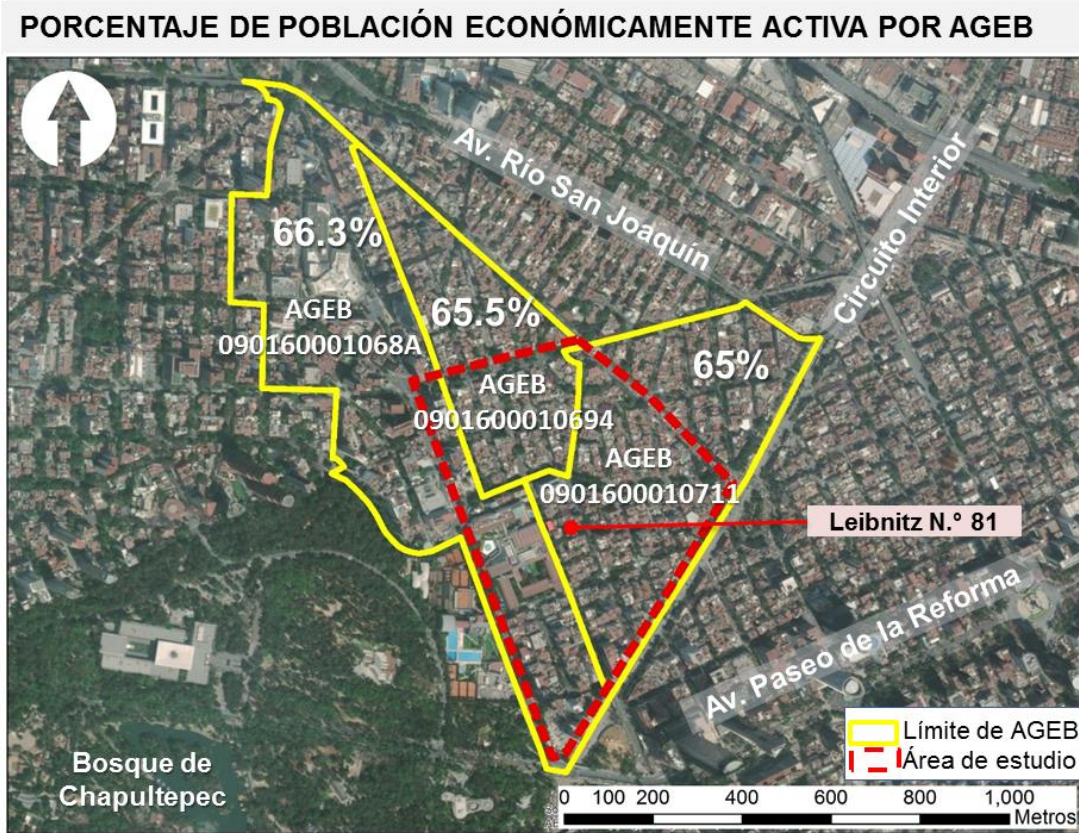 PORCENTAJE DE POBLACIÓN ECONÓMICAMENTE ACTIVA POR AGEB
Av. Río San Joaquín
Circuito Interior
66.3%
AGEB
090160001068A
65.5%
AGEB
0901600010694
65%
AGEB
0901600010711
Leibnitz N.° 81
Av. Paseo de la Reforma
Bosque de
Chapultepec
Límite de AGEB
Área de estudio
0 100 200 400 600 800 1,000
Metros